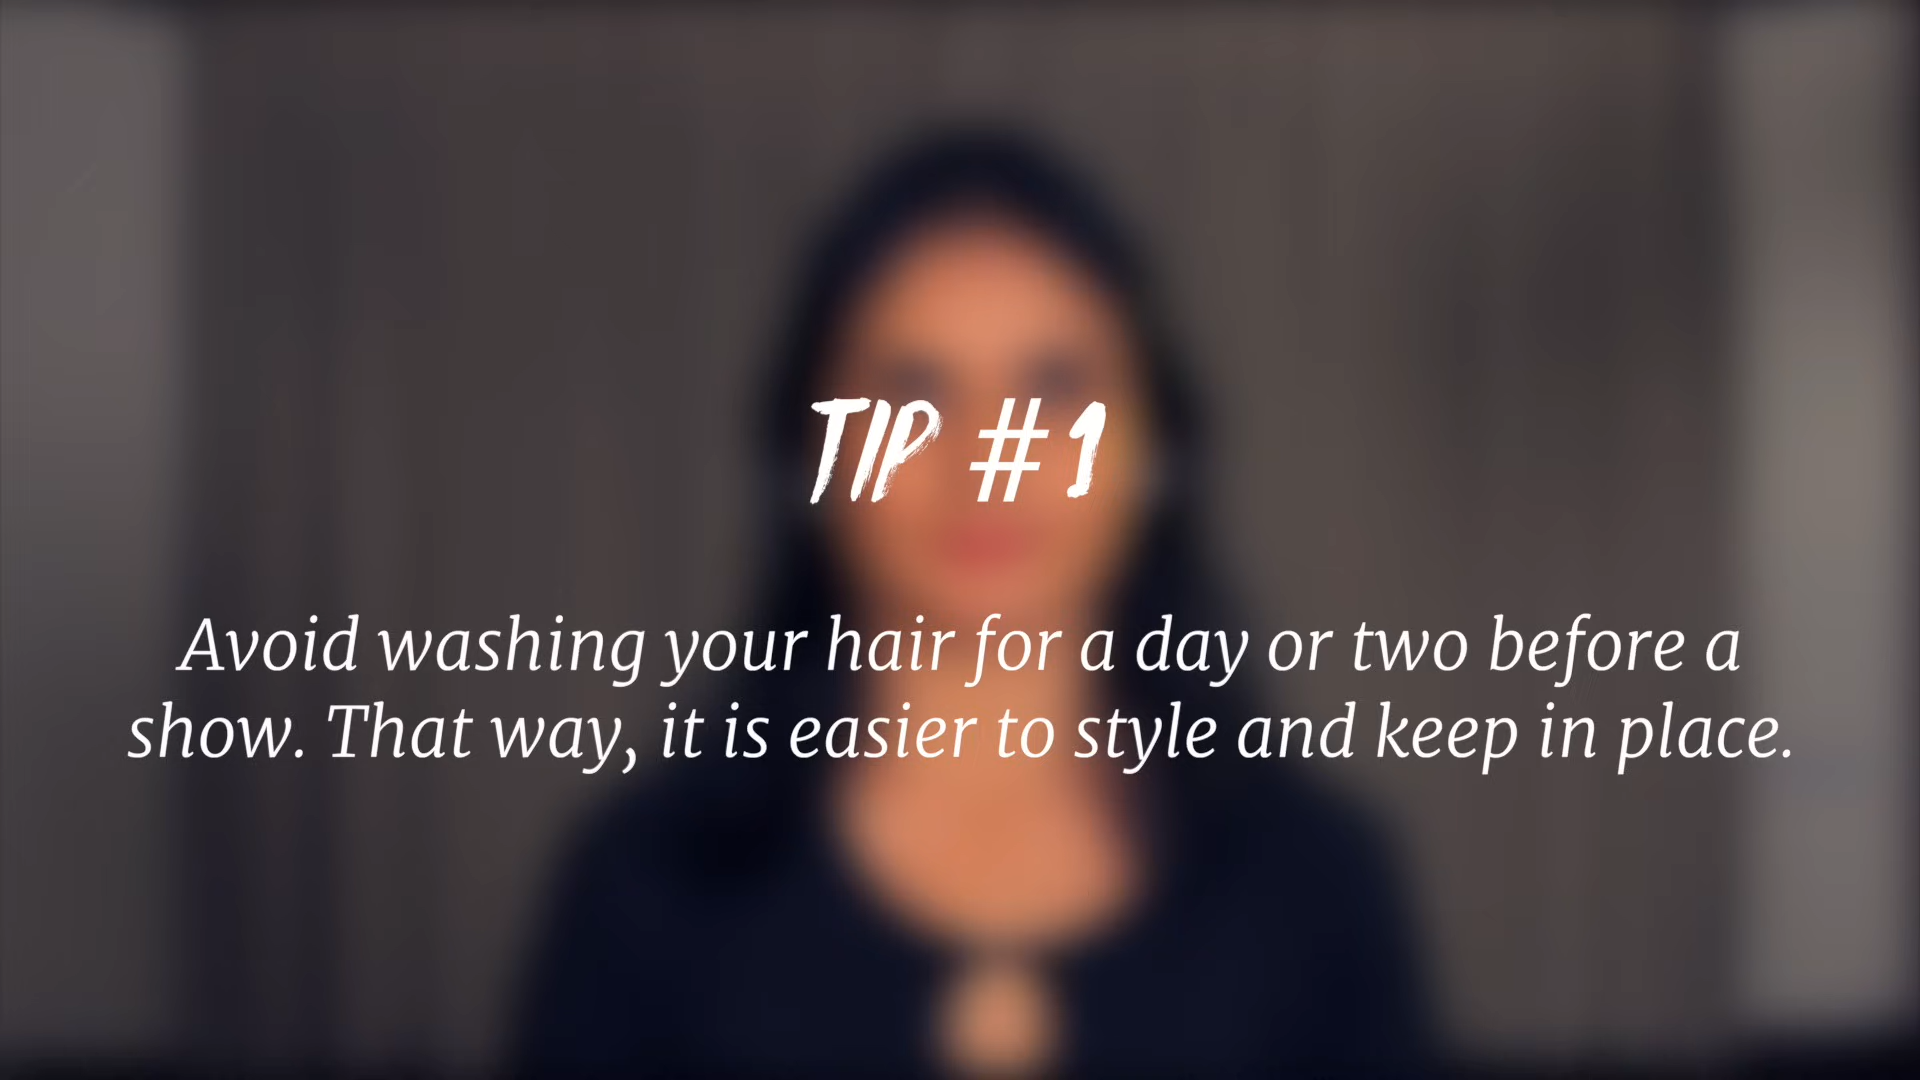 TIP #1
Avoid washing your hair for a day or two before a
show. That way, it is easier to style and keep in place.